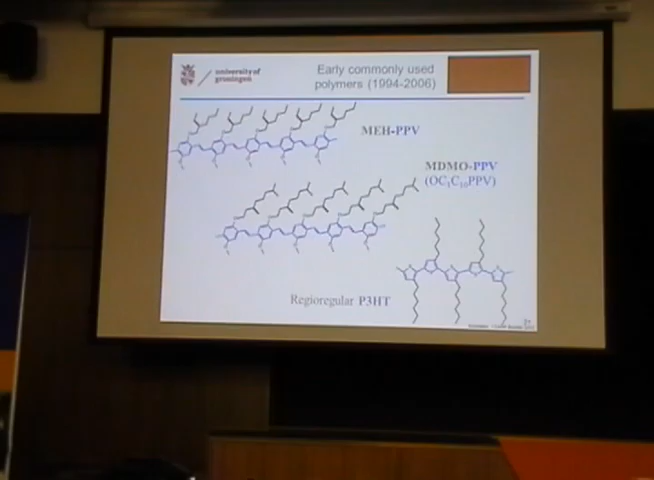 university of
groningen
Early commonly used
polymers (1994-2006)
MEH-PPV
MDMO-PPV
(OC₁C₁₀PPV)
Regioregular P3HT